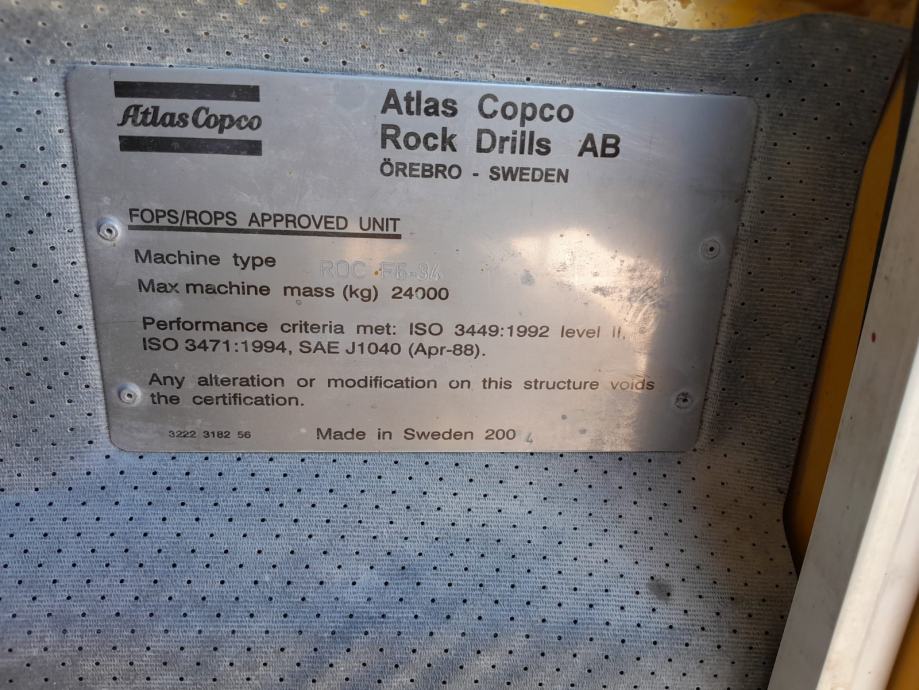 Atlas Copco
Atlas Copco
Rock Drills AB
ÖREBRO - SWEDEN
FOPS/ROPS APPROVED UNIT
Machine type ROC
Max machine mass (kg) 24000
Performance criteria met: ISO 3449:1992 level II,
ISO 3471:1994, SAE J1040 (Apr-88).
Any alteration or modification on this structure voids
the certification.
3222 3182 56 Made in Sweden 2004